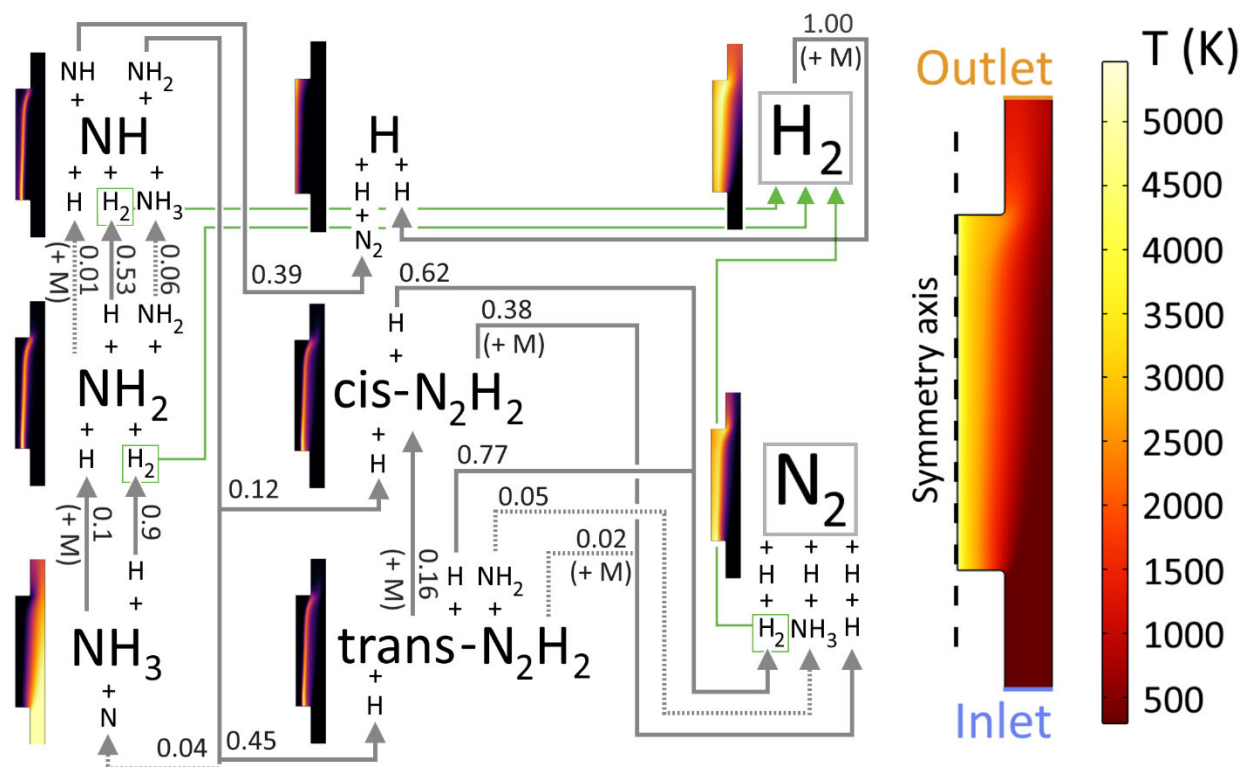 1.00
(+ M)
NH NH₂
+ +
NH
+ + +
H H₂ NH₃
0.01
(+ M)
0.53
0.06
H NH₂
+ +
NH₂
+ +
H H₂
0.1
(+ M)
0.9
H
+
NH₃
+
N
0.04
H
+ +
H H
+
N₂
0.39
0.62
H
+
0.38
(+ M)
cis-N₂H₂
+
H
0.12
0.77
0.16
(+ M)
0.05
0.02
(+ M)
H NH₂
+ +
trans-N₂H₂
+
H
0.45
H₂
N₂
+ + +
H H H
+ + +
H₂ NH₃ H
Outlet
Symmetry axis
Inlet
T (K)
5000
4500
4000
3500
3000
2500
2000
1500
1000
500